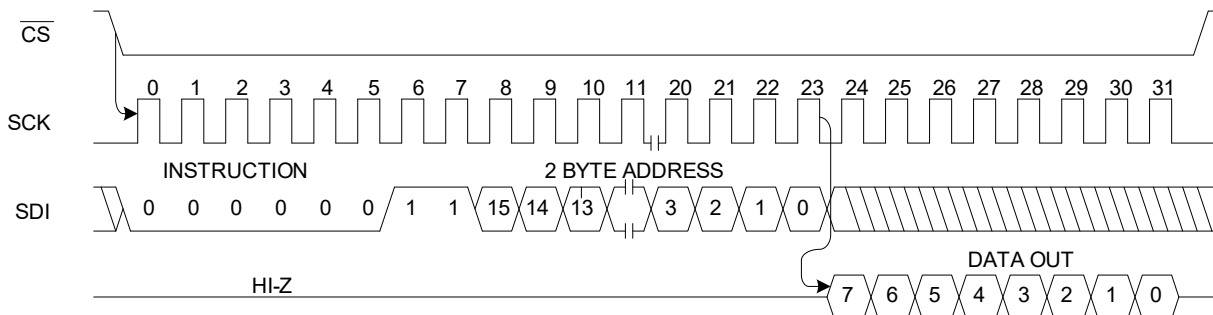 CS
0 1 2 3 4 5 6 7 8 9 10 11 20 21 22 23 24 25 26 27 28 29 30 31
SCK
INSTRUCTION 2 BYTE ADDRESS
SDI 0 0 0 0 0 0 1 1 15 14 13 3 2 1 0
DATA OUT
HI-Z
7 6 5 4 3 2 1 0